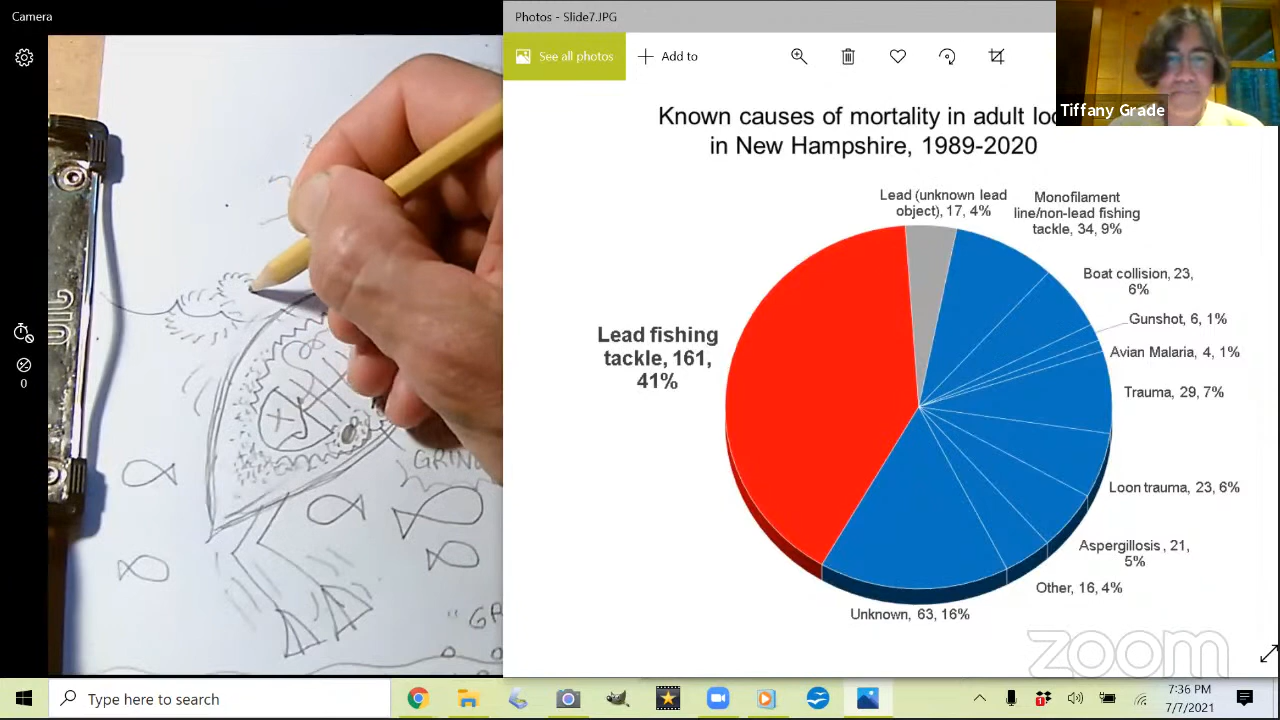 Camera
0
GRIN
"GR
Photos - Slide7.JPG
See all photos
Add to
Tiffany Grade
Known causes of mortality in adult
in New Hampshire, 1989-2020
Lead (unknown lead
object), 17, 4%
Monofilament
line/non-lead fishing
tackle, 34, 9%
Boat collision, 23,
6%
Gunshot, 6, 1%
Avian Malaria, 4, 1%
Trauma, 29, 7%
Loon trauma, 23, 6%
Aspergillosis, 21,
5%
Other, 16, 4%
Unknown, 63, 16%
Lead fishing
tackle, 161,
41%
zoom
Type here to search
1
7:36 PM
7/7/2021